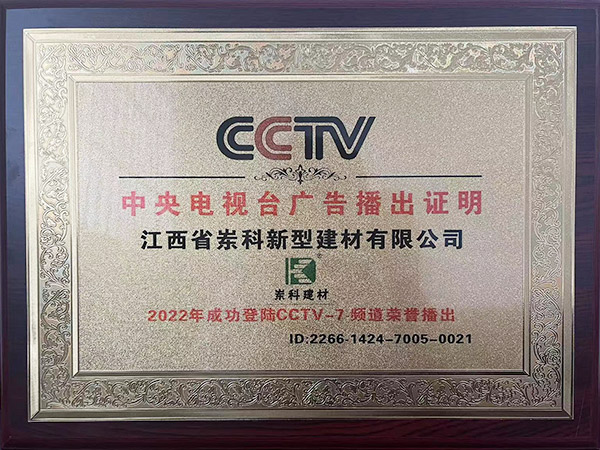 CCTV
中央电视台广告播出证明
江西省岽科新型建材有限公司
®
岽科建材
2022年成功登陆CCTV-7 频道荣誉播出
ID:2266-1424-7005-0021